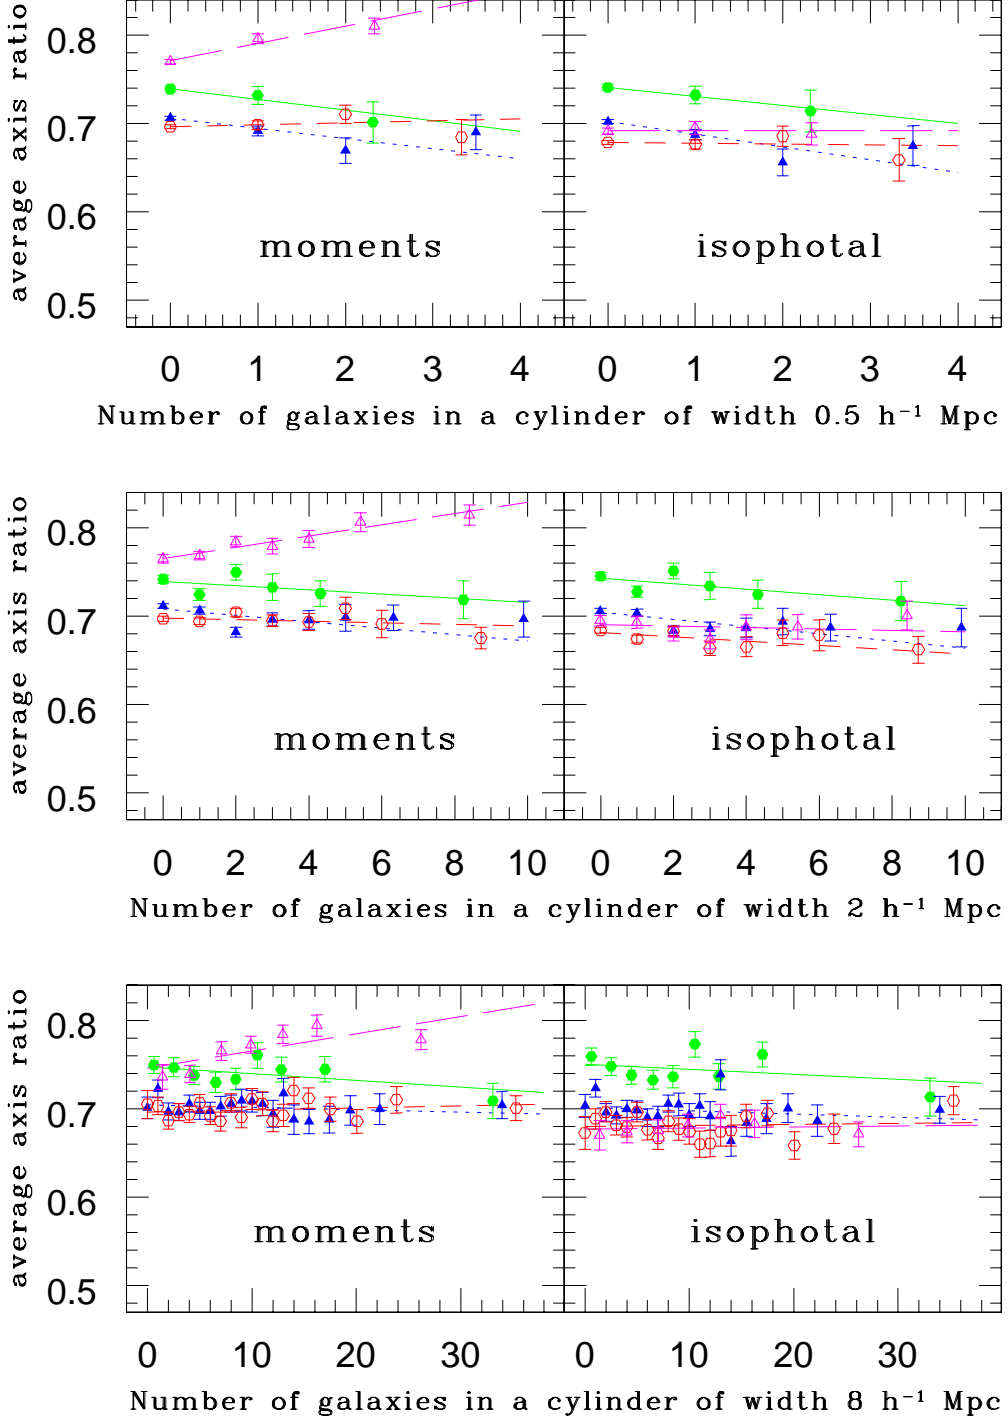 average axis ratio
0.8
0.7
0.6
0.5
moments
isophotal
0 1 2 3 4 0 1 2 3 4
Number of galaxies in a cylinder of width 0.5 h⁻¹ Mpc
average axis ratio
0.8
0.7
0.6
0.5
moments
isophotal
0 2 4 6 8 10 0 2 4 6 8 10
Number of galaxies in a cylinder of width 2 h⁻¹ Mpc
average axis ratio
0.8
0.7
0.6
0.5
moments
isophotal
0 10 20 30 0 10 20 30
Number of galaxies in a cylinder of width 8 h⁻¹ Mpc